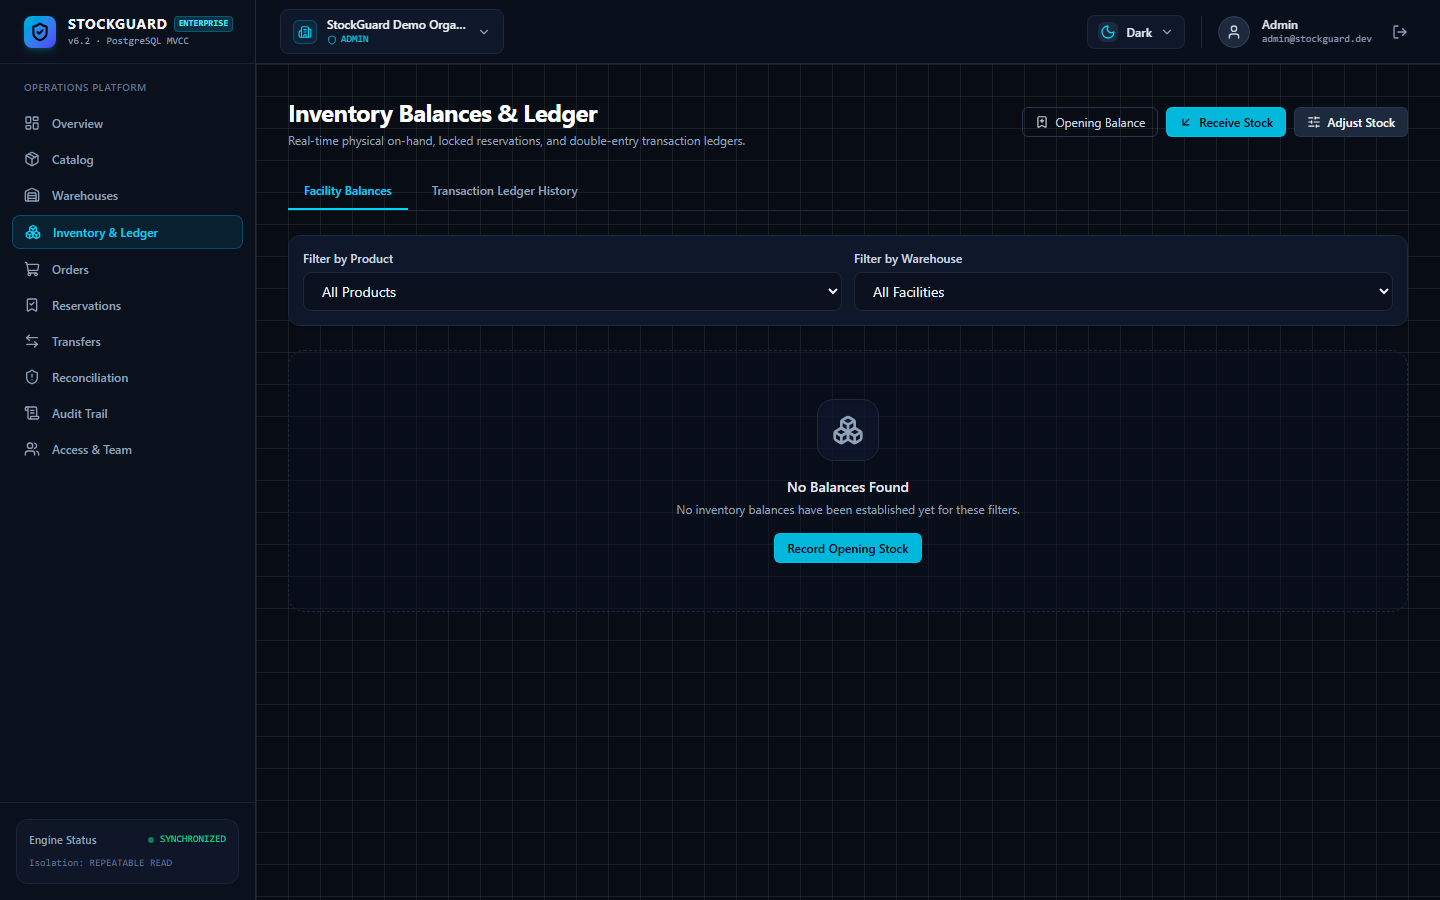 STOCKGUARD ENTERPRISE
v6.2 · PostgreSQL MVCC
StockGuard Demo Orga...
ADMIN
Dark
Admin
admin@stockguard.dev
OPERATIONS PLATFORM
Overview
Catalog
Warehouses
Inventory & Ledger
Orders
Reservations
Transfers
Reconciliation
Audit Trail
Access & Team
Engine Status
SYNCHRONIZED
Isolation: REPEATABLE READ
Inventory Balances & Ledger
Real-time physical on-hand, locked reservations, and double-entry transaction ledgers.
Opening Balance
Receive Stock
Adjust Stock
Facility Balances
Transaction Ledger History
Filter by Product
All Products
Filter by Warehouse
All Facilities
No Balances Found
No inventory balances have been established yet for these filters.
Record Opening Stock